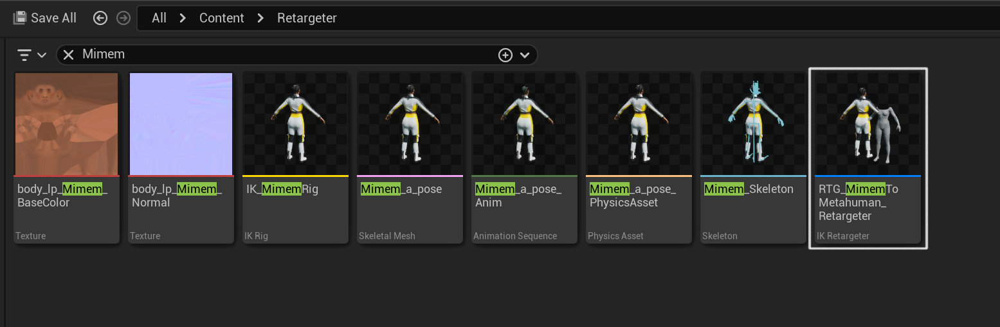 Save All
All > Content > Retargeter
Mimem
body_lp_Mimem_
BaseColor
Texture
body_lp_Mimem_
Normal
Texture
IK_MimemRig
IK Rig
Mimem_a_pose
Skeletal Mesh
Mimem_a_pose_
Anim
Animation Sequence
Mimem_a_pose_
PhysicsAsset
Physics Asset
Mimem_Skeleton
Skeleton
RTG_MimemTo
Metahuman_
Retargeter
IK Retargeter